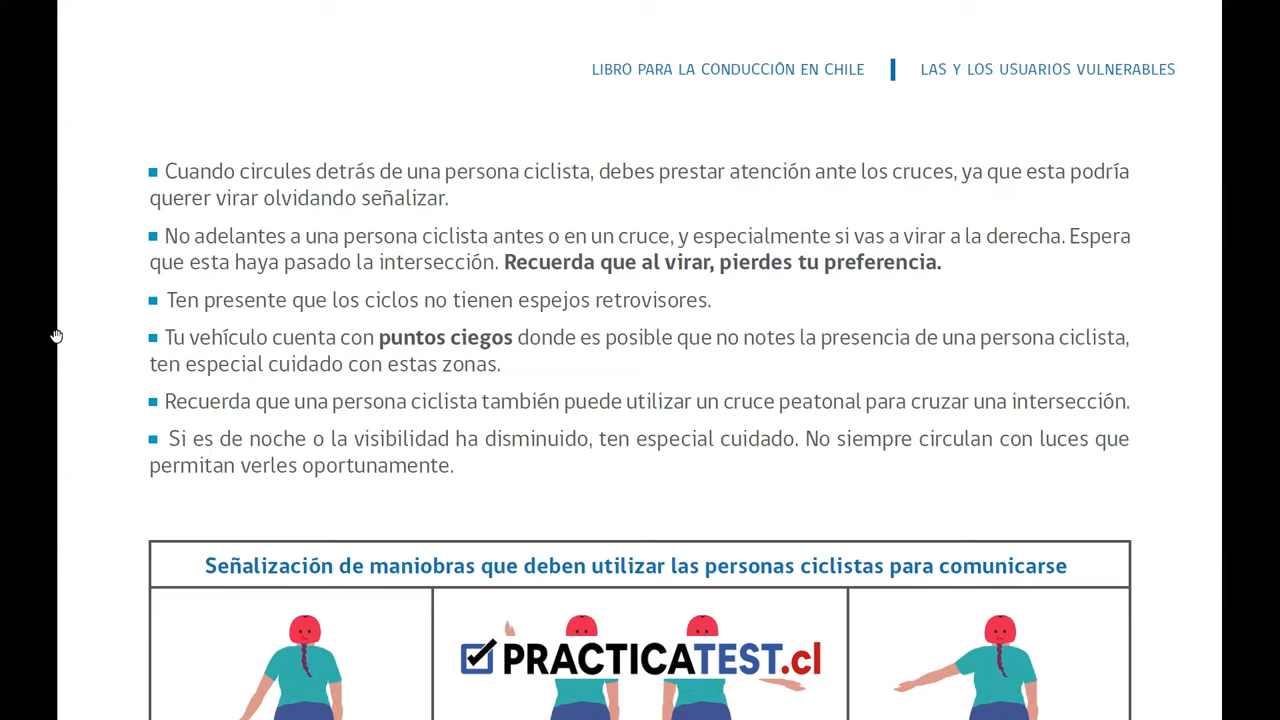 LIBRO PARA LA CONDUCCIÓN EN CHILE LAS Y LOS USUARIOS VULNERABLES
Cuando circules detrás de una persona ciclista, debes prestar atención ante los cruces, ya que esta podría
querer virar olvidando señalizar.
No adelantes a una persona ciclista antes o en un cruce, y especialmente si vas a virar a la derecha. Espera
que esta haya pasado la intersección. Recuerda que al virar, pierdes tu preferencia.
Ten presente que los ciclos no tienen espejos retrovisores.
Tu vehículo cuenta con puntos ciegos donde es posible que no notes la presencia de una persona ciclista,
ten especial cuidado con estas zonas.
Recuerda que una persona ciclista también puede utilizar un cruce peatonal para cruzar una intersección.
Si es de noche o la visibilidad ha disminuido, ten especial cuidado. No siempre circulan con luces que
permitan verles oportunamente.
Señalización de maniobras que deben utilizar las personas ciclistas para comunicarse
PRACTICATEST.cl